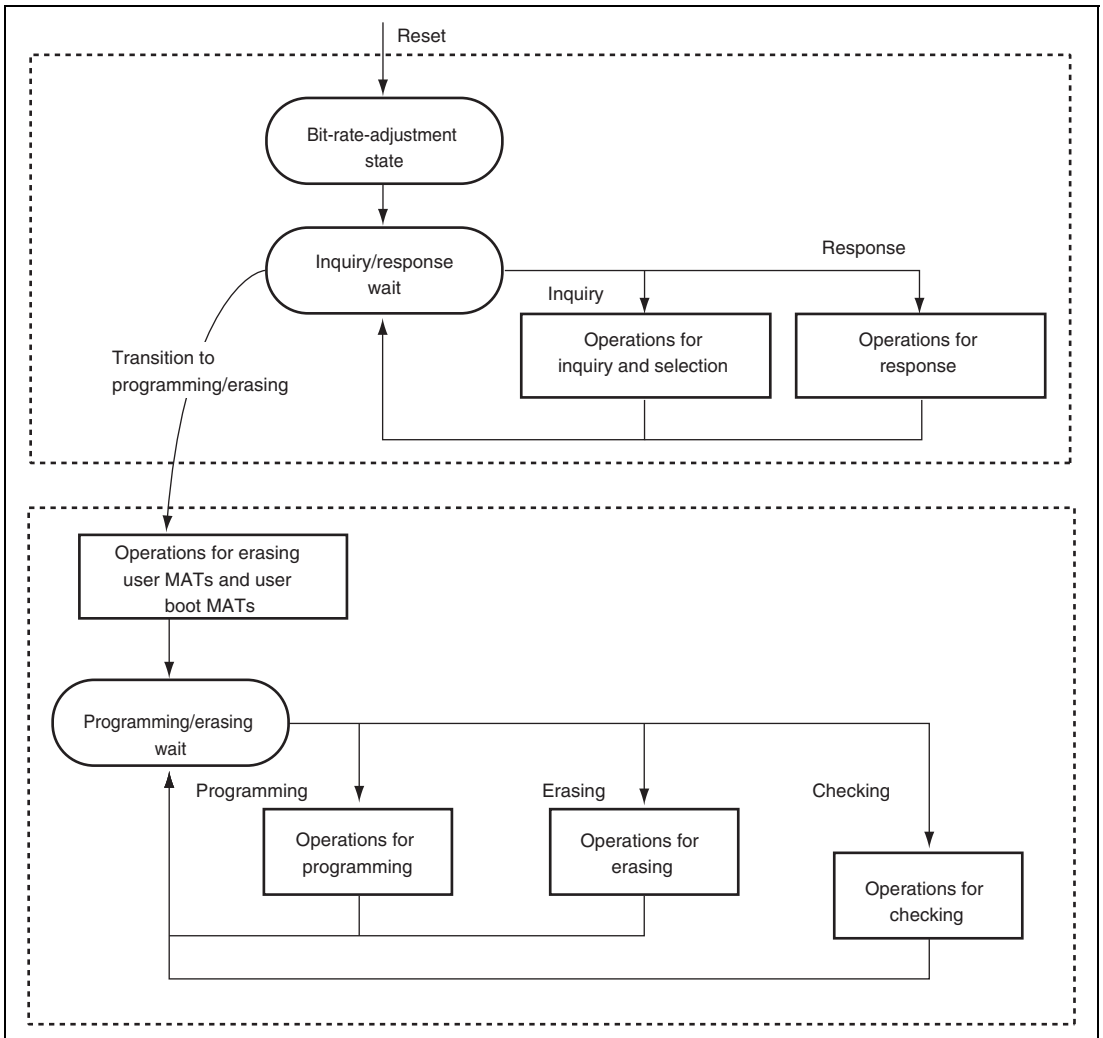 Reset
Bit-rate-adjustment
state
Inquiry/response
wait
Response
Inquiry
Operations for
inquiry and selection
Operations for
response
Transition to
programming/erasing
Operations for erasing
user MATs and user
boot MATs
Programming/erasing
wait
Programming
Erasing
Checking
Operations for
programming
Operations for
erasing
Operations for
checking